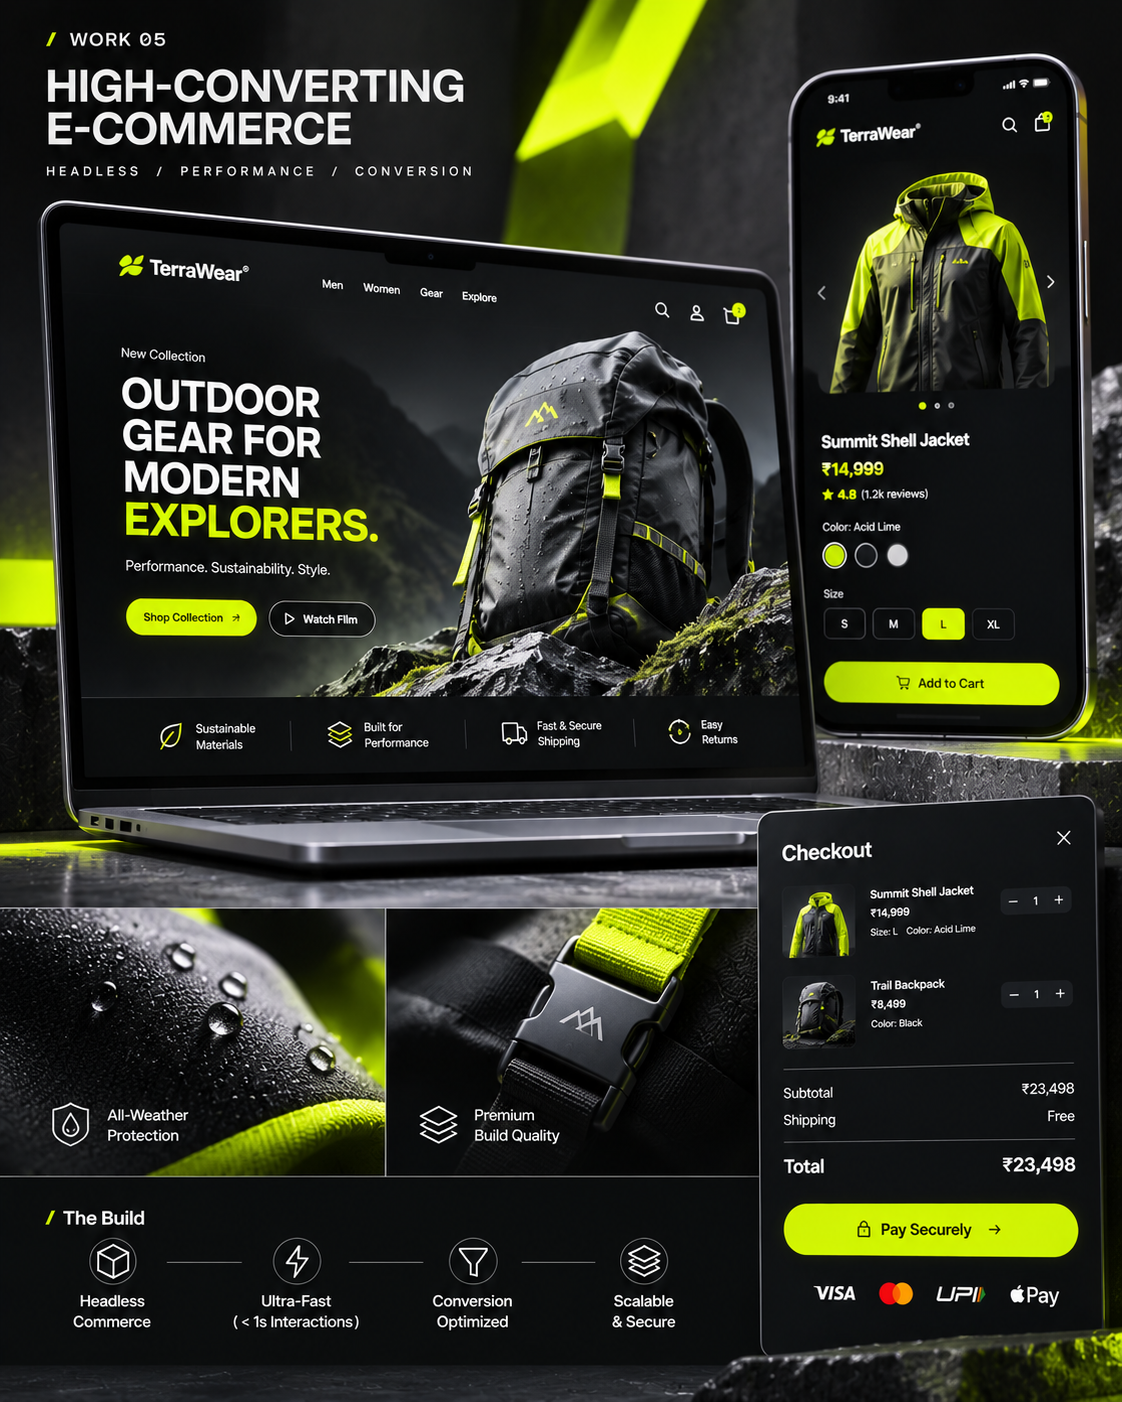 / WORK 05
HIGH-CONVERTING
E-COMMERCE
HEADLESS / PERFORMANCE / CONVERSION
TerraWear®
Men Women Gear Explore
New Collection
OUTDOOR
GEAR FOR
MODERN
EXPLORERS.
Performance. Sustainability. Style.
Shop Collection
Watch Film
Sustainable
Materials
Built for
Performance
Fast & Secure
Shipping
Easy
Returns
9:41
TerraWear®
Summit Shell Jacket
₹14,999
★ 4.8 (1.2k reviews)
Color: Acid Lime
Size
S M L XL
Add to Cart
Checkout
Summit Shell Jacket
₹14,999
Size: L Color: Acid Lime
− 1 +
Trail Backpack
₹8,499
Color: Black
− 1 +
Subtotal ₹23,498
Shipping Free
Total ₹23,498
Pay Securely →
VISA UPI Pay
All-Weather
Protection
Premium
Build Quality
/ The Build
Headless
Commerce
Ultra-Fast
( < 1s Interactions)
Conversion
Optimized
Scalable
& Secure